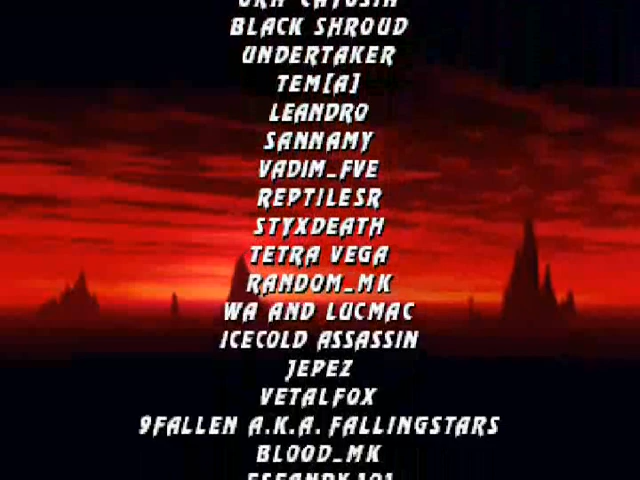 BLACK SHROUD
UNDERTAKER
TEM[A]
LEANDRO
SANNAMY
VADIM_FVE
REPTILESR
STYXDEATH
TETRA VEGA
RANDOM_MK
WA AND LUCMAC
ICECOLD ASSASSIN
JEPEZ
VETALFOX
9FALLEN A.K.A. FALLINGSTARS
BLOOD_MK